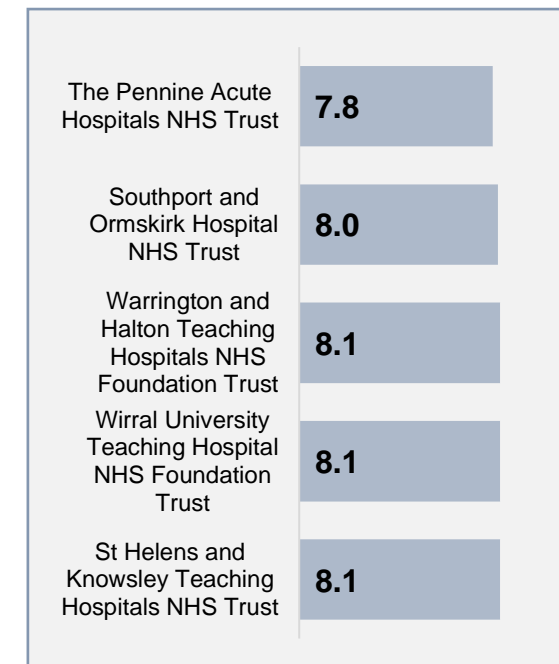 The Pennine Acute
Hospitals NHS Trust
7.8
Southport and
Ormskirk Hospital
NHS Trust
8.0
Warrington and
Halton Teaching
Hospitals NHS
Foundation Trust
8.1
Wirral University
Teaching Hospital
NHS Foundation
Trust
8.1
St Helens and
Knowsley Teaching
Hospitals NHS Trust
8.1